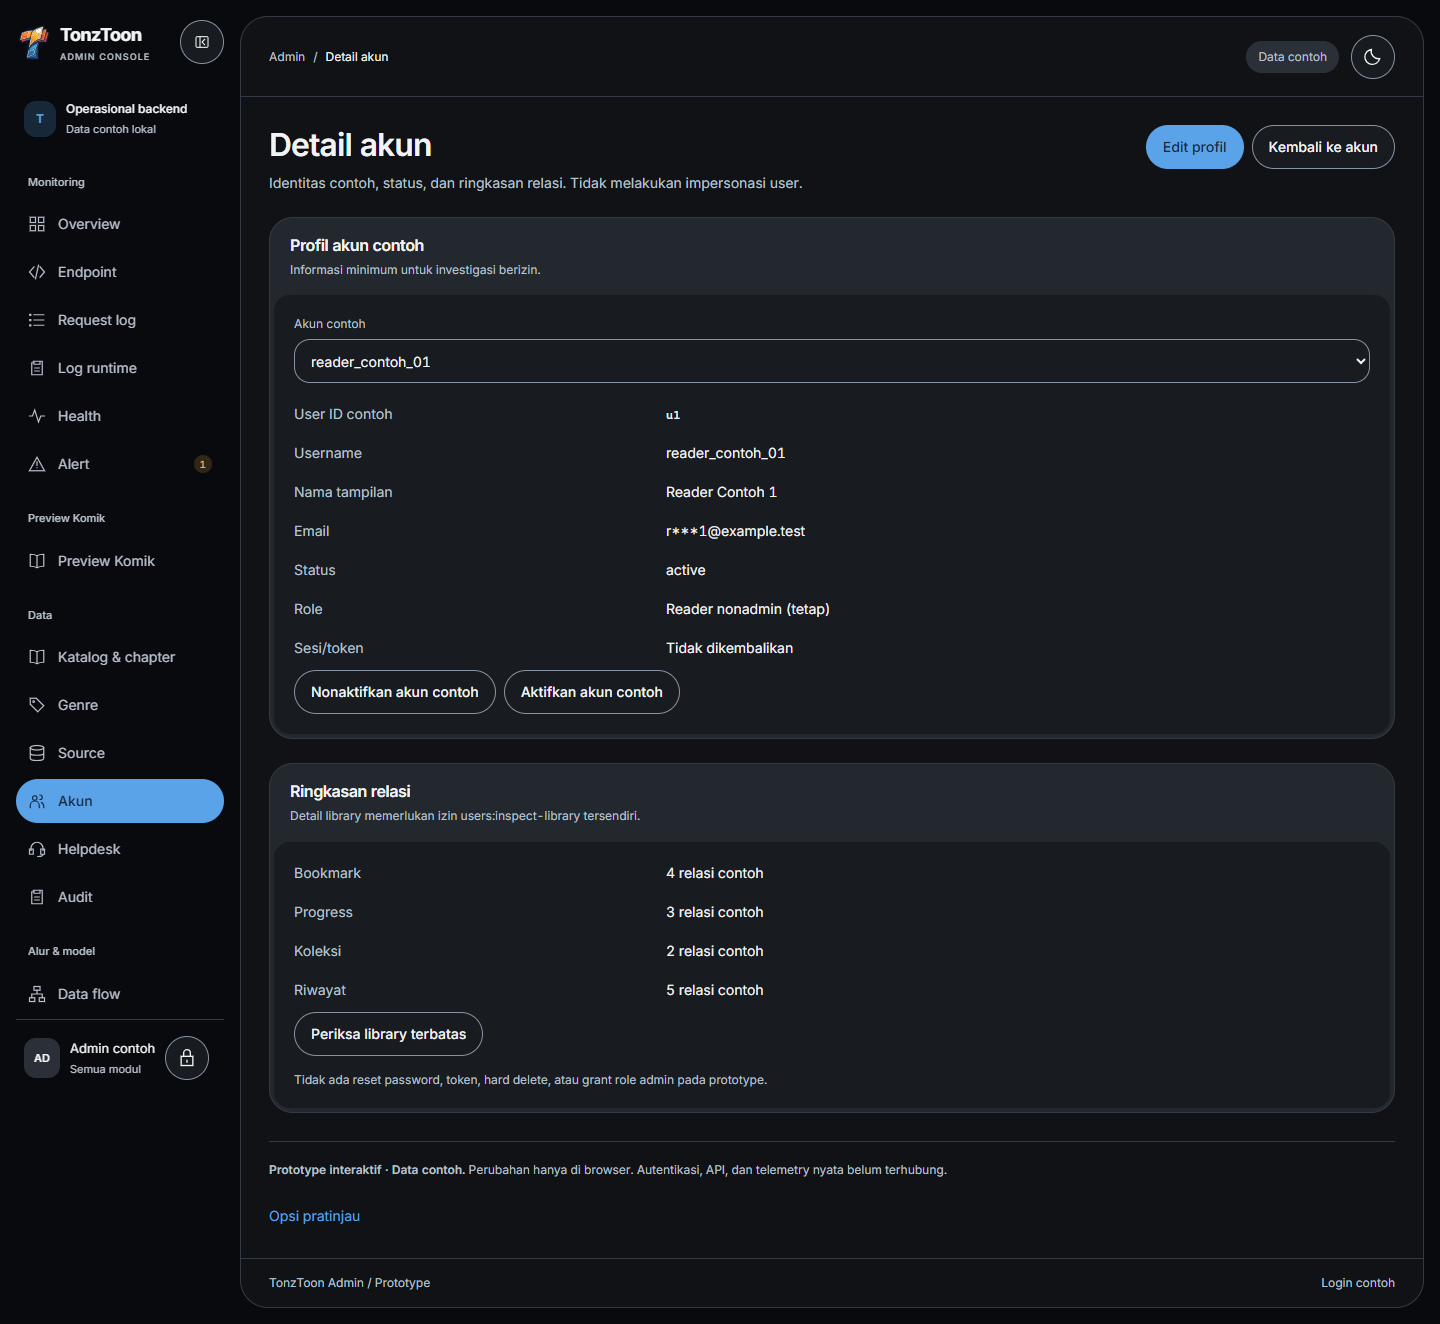 TonzToon
ADMIN CONSOLE
T
Operasional backend
Data contoh lokal
Monitoring
Overview
Endpoint
Request log
Log runtime
Health
Alert
1
Preview Komik
Preview Komik
Data
Katalog & chapter
Genre
Source
Akun
Helpdesk
Audit
Alur & model
Data flow
AD
Admin contoh
Semua modul
Admin / Detail akun
Data contoh
Detail akun
Identitas contoh, status, dan ringkasan relasi. Tidak melakukan impersonasi user.
Edit profil
Kembali ke akun
Profil akun contoh
Informasi minimum untuk investigasi berizin.
Akun contoh
reader_contoh_01
User ID contoh u1
Username reader_contoh_01
Nama tampilan Reader Contoh 1
Email r***1@example.test
Status active
Role Reader nonadmin (tetap)
Sesi/token Tidak dikembalikan
Nonaktifkan akun contoh
Aktifkan akun contoh
Ringkasan relasi
Detail library memerlukan izin users:inspect-library tersendiri.
Bookmark 4 relasi contoh
Progress 3 relasi contoh
Koleksi 2 relasi contoh
Riwayat 5 relasi contoh
Periksa library terbatas
Tidak ada reset password, token, hard delete, atau grant role admin pada prototype.
Prototype interaktif · Data contoh. Perubahan hanya di browser. Autentikasi, API, dan telemetry nyata belum terhubung.
Opsi pratinjau
TonzToon Admin / Prototype
Login contoh